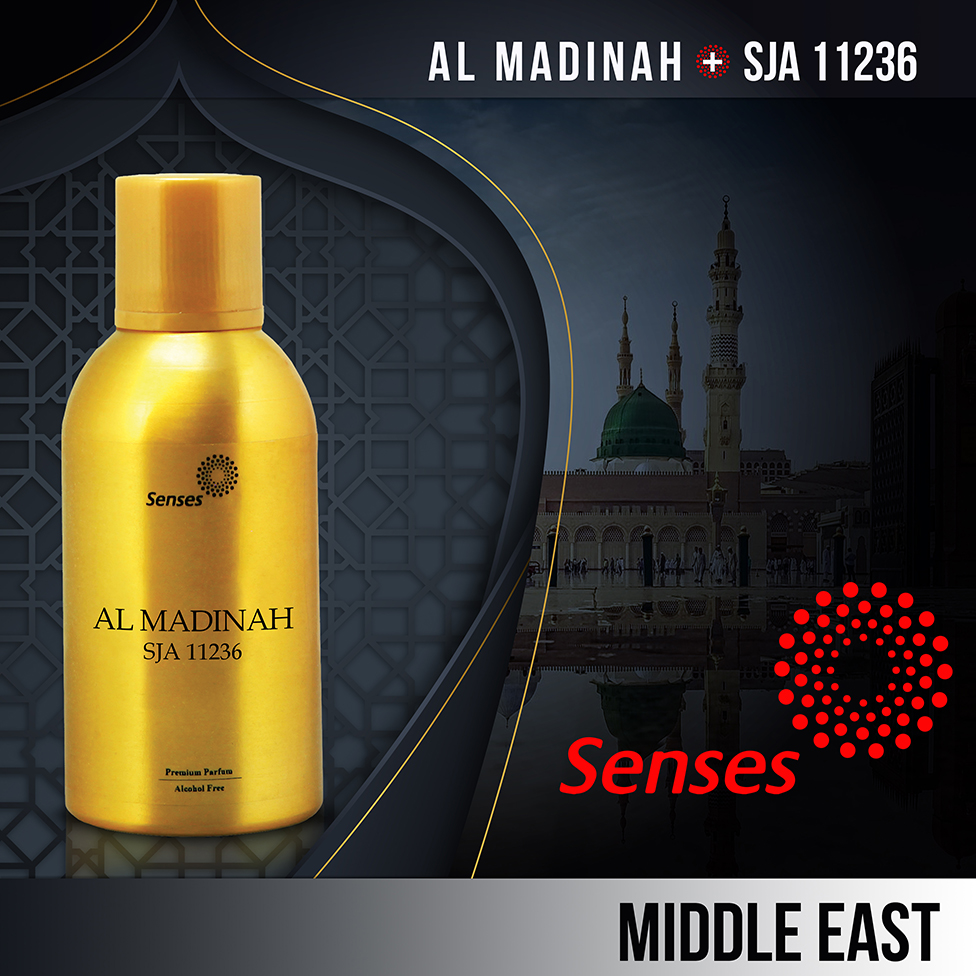 AL MADINAH + SJA 11236
Senses
AL MADINAH
SJA 11236
Premium Parfum
Alcohol Free
Senses
MIDDLE EAST